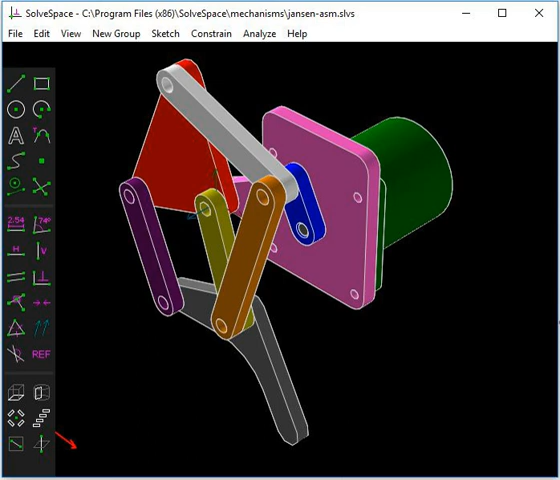 SolveSpace - C:\Program Files (x86)\SolveSpace\mechanisms\jansen-asm.slvs
File Edit View New Group Sketch Constrain Analyze Help
A
T
2.54 74°
H V
REF